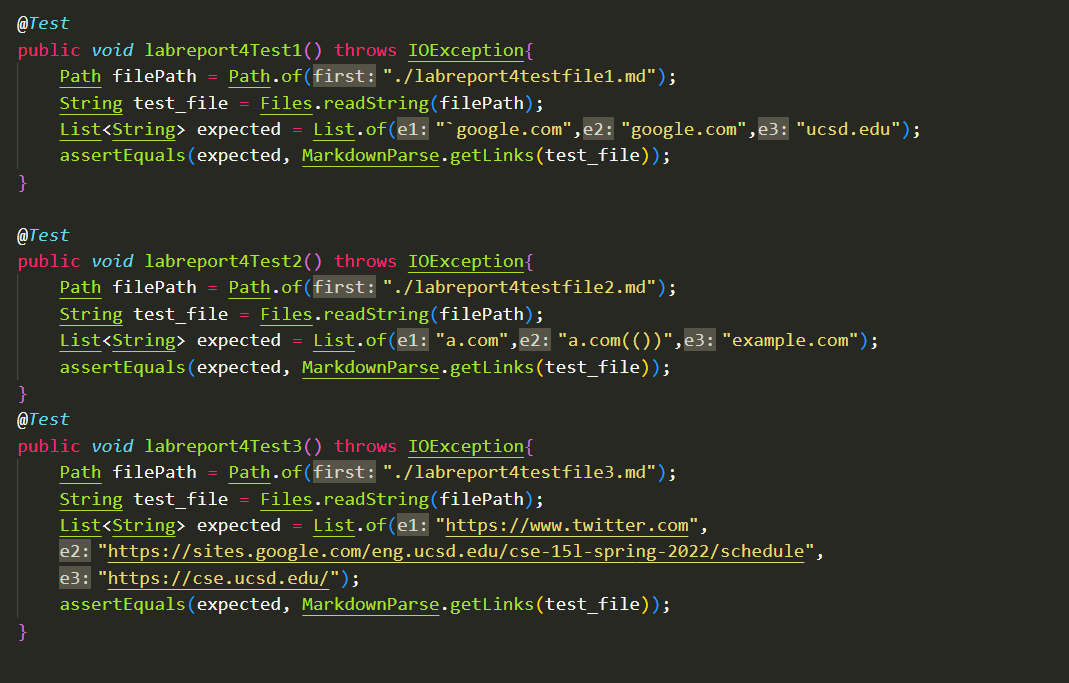 @Test
public void labreport4Test1() throws IOException{
    Path filePath = Path.of(first: "./labreport4testfile1.md");
    String test_file = Files.readString(filePath);
    List<String> expected = List.of(e1: "`google.com",e2: "google.com",e3: "ucsd.edu");
    assertEquals(expected, MarkdownParse.getLinks(test_file));
}
@Test
public void labreport4Test2() throws IOException{
    Path filePath = Path.of(first: "./labreport4testfile2.md");
    String test_file = Files.readString(filePath);
    List<String> expected = List.of(e1: "a.com",e2: "a.com(())",e3: "example.com");
    assertEquals(expected, MarkdownParse.getLinks(test_file));
}
@Test
public void labreport4Test3() throws IOException{
    Path filePath = Path.of(first: "./labreport4testfile3.md");
    String test_file = Files.readString(filePath);
    List<String> expected = List.of(e1: "https://www.twitter.com",
    e2: "https://sites.google.com/eng.ucsd.edu/cse-15l-spring-2022/schedule",
    e3: "https://cse.ucsd.edu/");
    assertEquals(expected, MarkdownParse.getLinks(test_file));
}